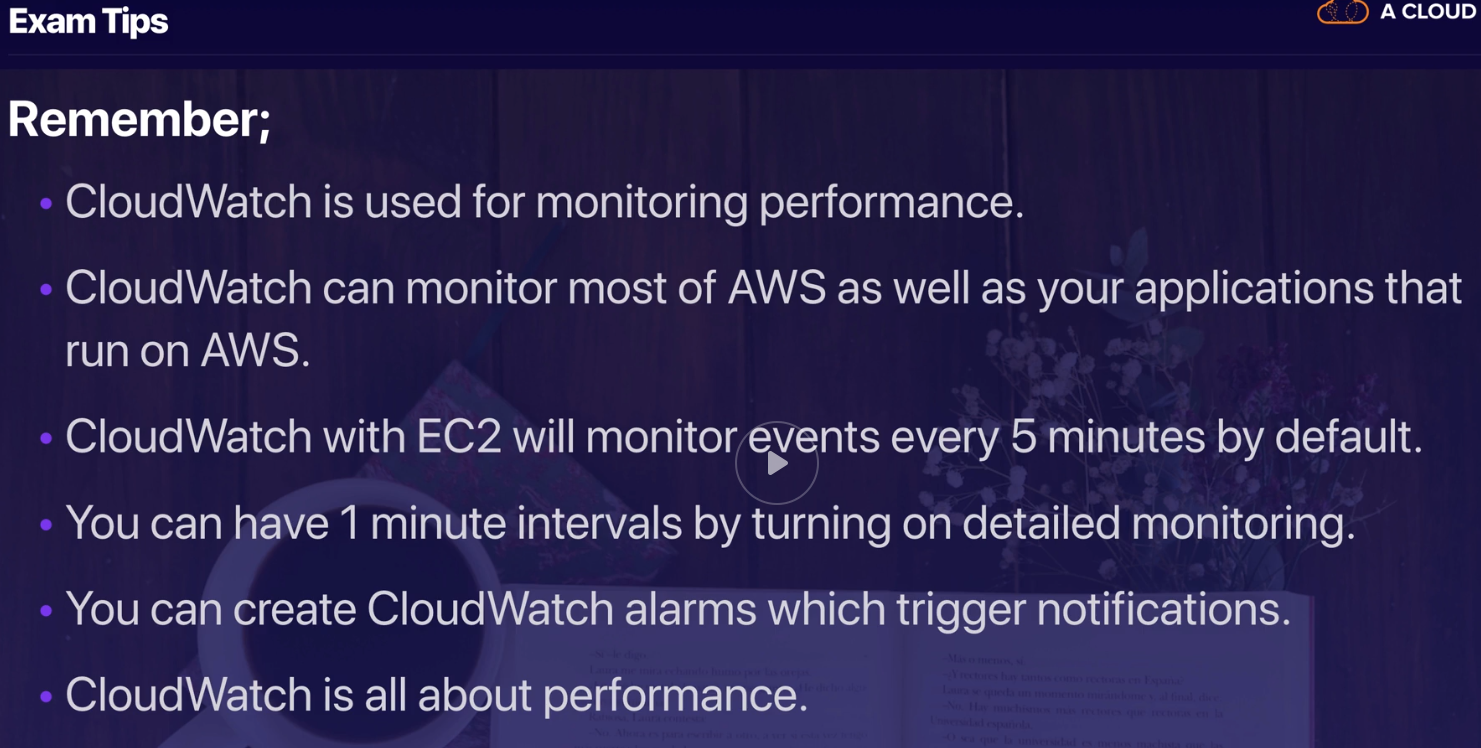 Exam Tips
A CLOUD
Remember;
• CloudWatch is used for monitoring performance.
• CloudWatch can monitor most of AWS as well as your applications that
run on AWS.
• CloudWatch with EC2 will monitor events every 5 minutes by default.
• You can have 1 minute intervals by turning on detailed monitoring.
• You can create CloudWatch alarms which trigger notifications.
• CloudWatch is all about performance.